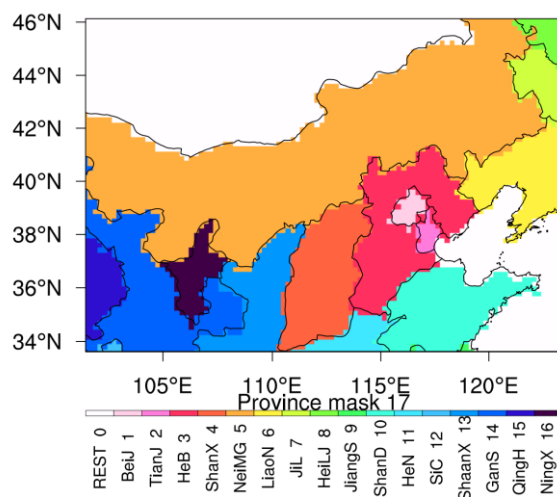 46°N
44°N
42°N
40°N
38°N
36°N
34°N
105°E 110°E 115°E 120°E
Province mask 17
REST 0
BeiJ 1
TianJ 2
HeB 3
ShanX 4
NeiMG 5
LiaoN 6
JiL 7
HeiLJ 8
JiangS 9
ShanD 10
HeN 11
SiC 12
ShaanX 13
GanS 14
QingH 15
NingX 16